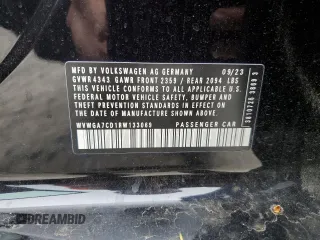 MFD BY VOLKSWAGEN AG GERMANY 09/23
GVWR 4343 GAWR FRONT 2359 / REAR 2094 LBS
THIS VEHICLE CONFORMS TO ALL APPLICABLE U.S.
FEDERAL MOTOR VEHICLE SAFETY, BUMPER, AND
THEFT PREVENTION STANDARDS IN EFFECT ON THE
DATE OF MANUFACTURE SHOWN ABOVE.
WVWGA7CD1RW133069 PASSENGER CAR
DREAMBID